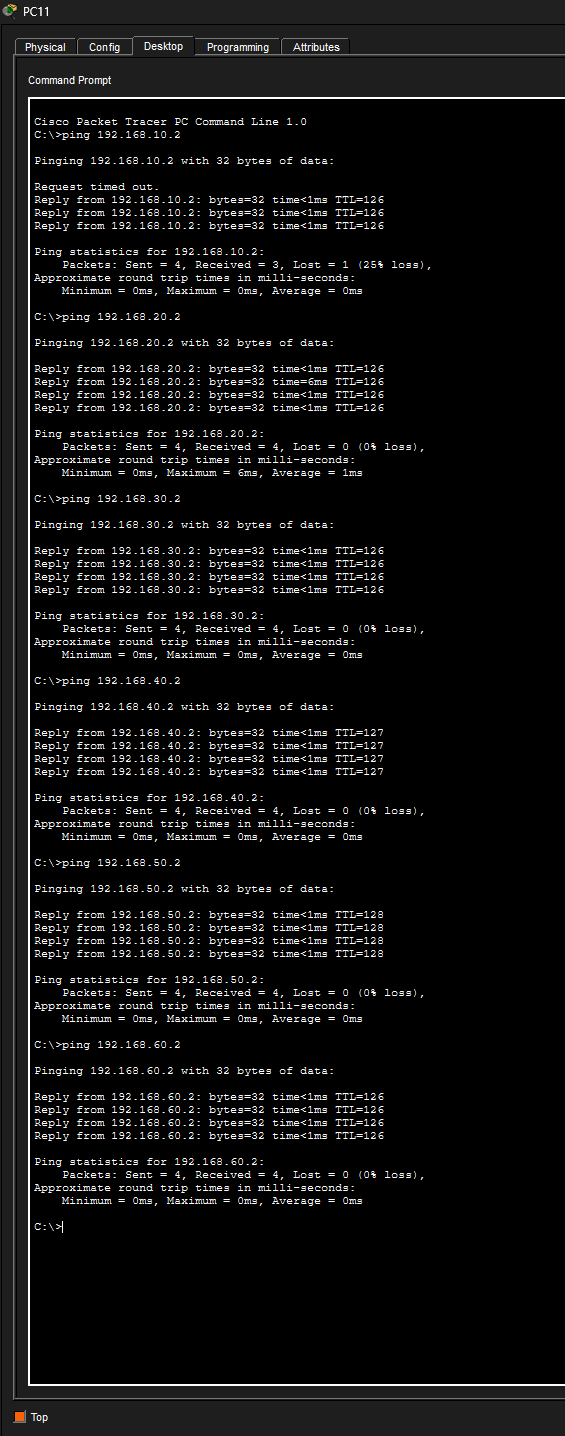 PC11
Physical Config Desktop Programming Attributes
Command Prompt
Cisco Packet Tracer PC Command Line 1.0
C:\>ping 192.168.10.2
Pinging 192.168.10.2 with 32 bytes of data:
Request timed out.
Reply from 192.168.10.2: bytes=32 time<1ms TTL=126
Reply from 192.168.10.2: bytes=32 time<1ms TTL=126
Reply from 192.168.10.2: bytes=32 time<1ms TTL=126
Ping statistics for 192.168.10.2:
    Packets: Sent = 4, Received = 3, Lost = 1 (25% loss),
Approximate round trip times in milli-seconds:
    Minimum = 0ms, Maximum = 0ms, Average = 0ms
C:\>ping 192.168.20.2
Pinging 192.168.20.2 with 32 bytes of data:
Reply from 192.168.20.2: bytes=32 time<1ms TTL=126
Reply from 192.168.20.2: bytes=32 time=6ms TTL=126
Reply from 192.168.20.2: bytes=32 time<1ms TTL=126
Reply from 192.168.20.2: bytes=32 time<1ms TTL=126
Ping statistics for 192.168.20.2:
    Packets: Sent = 4, Received = 4, Lost = 0 (0% loss),
Approximate round trip times in milli-seconds:
    Minimum = 0ms, Maximum = 6ms, Average = 1ms
C:\>ping 192.168.30.2
Pinging 192.168.30.2 with 32 bytes of data:
Reply from 192.168.30.2: bytes=32 time<1ms TTL=126
Reply from 192.168.30.2: bytes=32 time<1ms TTL=126
Reply from 192.168.30.2: bytes=32 time<1ms TTL=126
Reply from 192.168.30.2: bytes=32 time<1ms TTL=126
Ping statistics for 192.168.30.2:
    Packets: Sent = 4, Received = 4, Lost = 0 (0% loss),
Approximate round trip times in milli-seconds:
    Minimum = 0ms, Maximum = 0ms, Average = 0ms
C:\>ping 192.168.40.2
Pinging 192.168.40.2 with 32 bytes of data:
Reply from 192.168.40.2: bytes=32 time<1ms TTL=127
Reply from 192.168.40.2: bytes=32 time<1ms TTL=127
Reply from 192.168.40.2: bytes=32 time<1ms TTL=127
Reply from 192.168.40.2: bytes=32 time<1ms TTL=127
Ping statistics for 192.168.40.2:
    Packets: Sent = 4, Received = 4, Lost = 0 (0% loss),
Approximate round trip times in milli-seconds:
    Minimum = 0ms, Maximum = 0ms, Average = 0ms
C:\>ping 192.168.50.2
Pinging 192.168.50.2 with 32 bytes of data:
Reply from 192.168.50.2: bytes=32 time<1ms TTL=128
Reply from 192.168.50.2: bytes=32 time<1ms TTL=128
Reply from 192.168.50.2: bytes=32 time<1ms TTL=128
Reply from 192.168.50.2: bytes=32 time<1ms TTL=128
Ping statistics for 192.168.50.2:
    Packets: Sent = 4, Received = 4, Lost = 0 (0% loss),
Approximate round trip times in milli-seconds:
    Minimum = 0ms, Maximum = 0ms, Average = 0ms
C:\>ping 192.168.60.2
Pinging 192.168.60.2 with 32 bytes of data:
Reply from 192.168.60.2: bytes=32 time<1ms TTL=126
Reply from 192.168.60.2: bytes=32 time<1ms TTL=126
Reply from 192.168.60.2: bytes=32 time<1ms TTL=126
Reply from 192.168.60.2: bytes=32 time<1ms TTL=126
Ping statistics for 192.168.60.2:
    Packets: Sent = 4, Received = 4, Lost = 0 (0% loss),
Approximate round trip times in milli-seconds:
    Minimum = 0ms, Maximum = 0ms, Average = 0ms
C:\>
Top